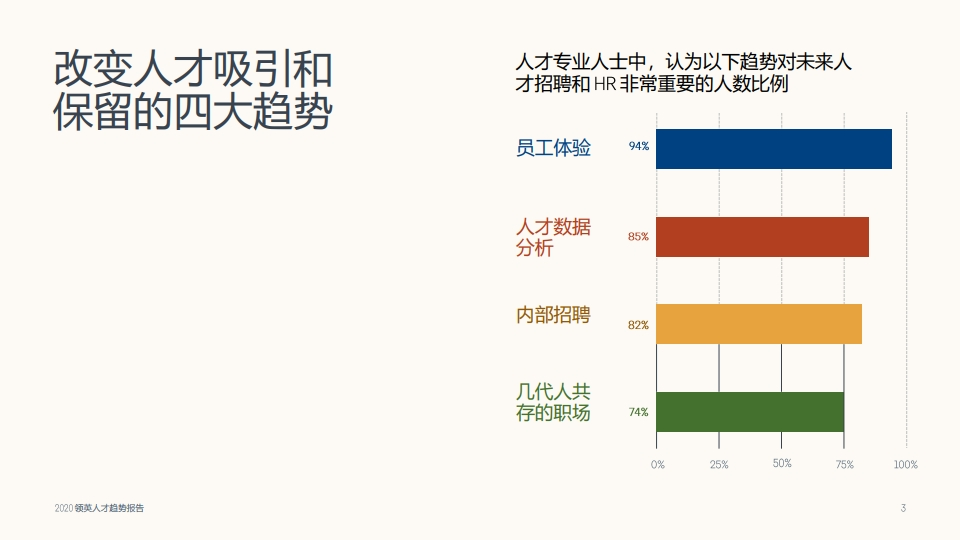 改变人才吸引和
保留的四大趋势
人才专业人士中，认为以下趋势对未来人
才招聘和 HR 非常重要的人数比例
员工体验
94%
人才数据
分析
85%
内部招聘
82%
几代人共
存的职场
74%
0% 25% 50% 75% 100%
2020 领英人才趋势报告
3